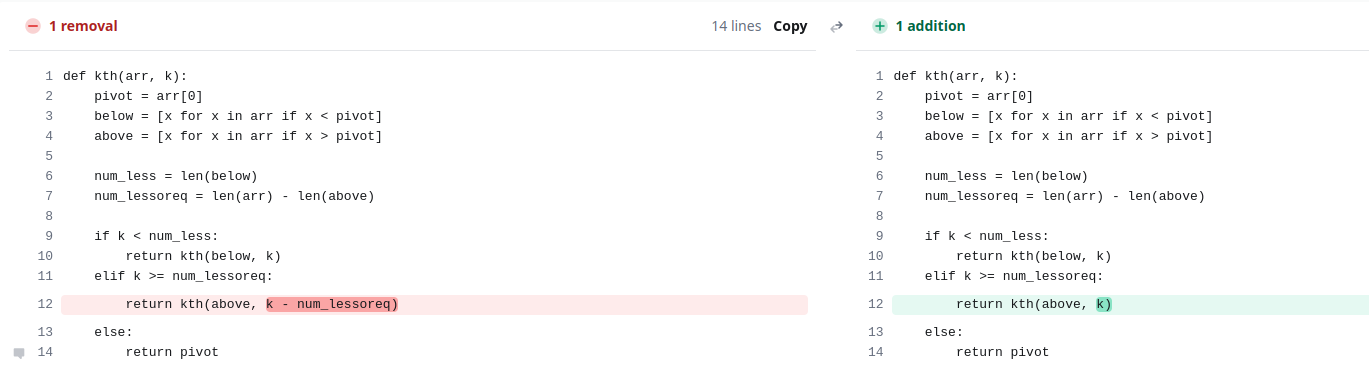 1 removal
14 lines Copy
1 def kth(arr, k):
2     pivot = arr[0]
3     below = [x for x in arr if x < pivot]
4     above = [x for x in arr if x > pivot]
5
6     num_less = len(below)
7     num_lessoreq = len(arr) - len(above)
8
9     if k < num_less:
10         return kth(below, k)
11     elif k >= num_lessoreq:
12         return kth(above, k - num_lessoreq)
13     else:
14         return pivot
1 addition
1 def kth(arr, k):
2     pivot = arr[0]
3     below = [x for x in arr if x < pivot]
4     above = [x for x in arr if x > pivot]
5
6     num_less = len(below)
7     num_lessoreq = len(arr) - len(above)
8
9     if k < num_less:
10         return kth(below, k)
11     elif k >= num_lessoreq:
12         return kth(above, k)
13     else:
14         return pivot